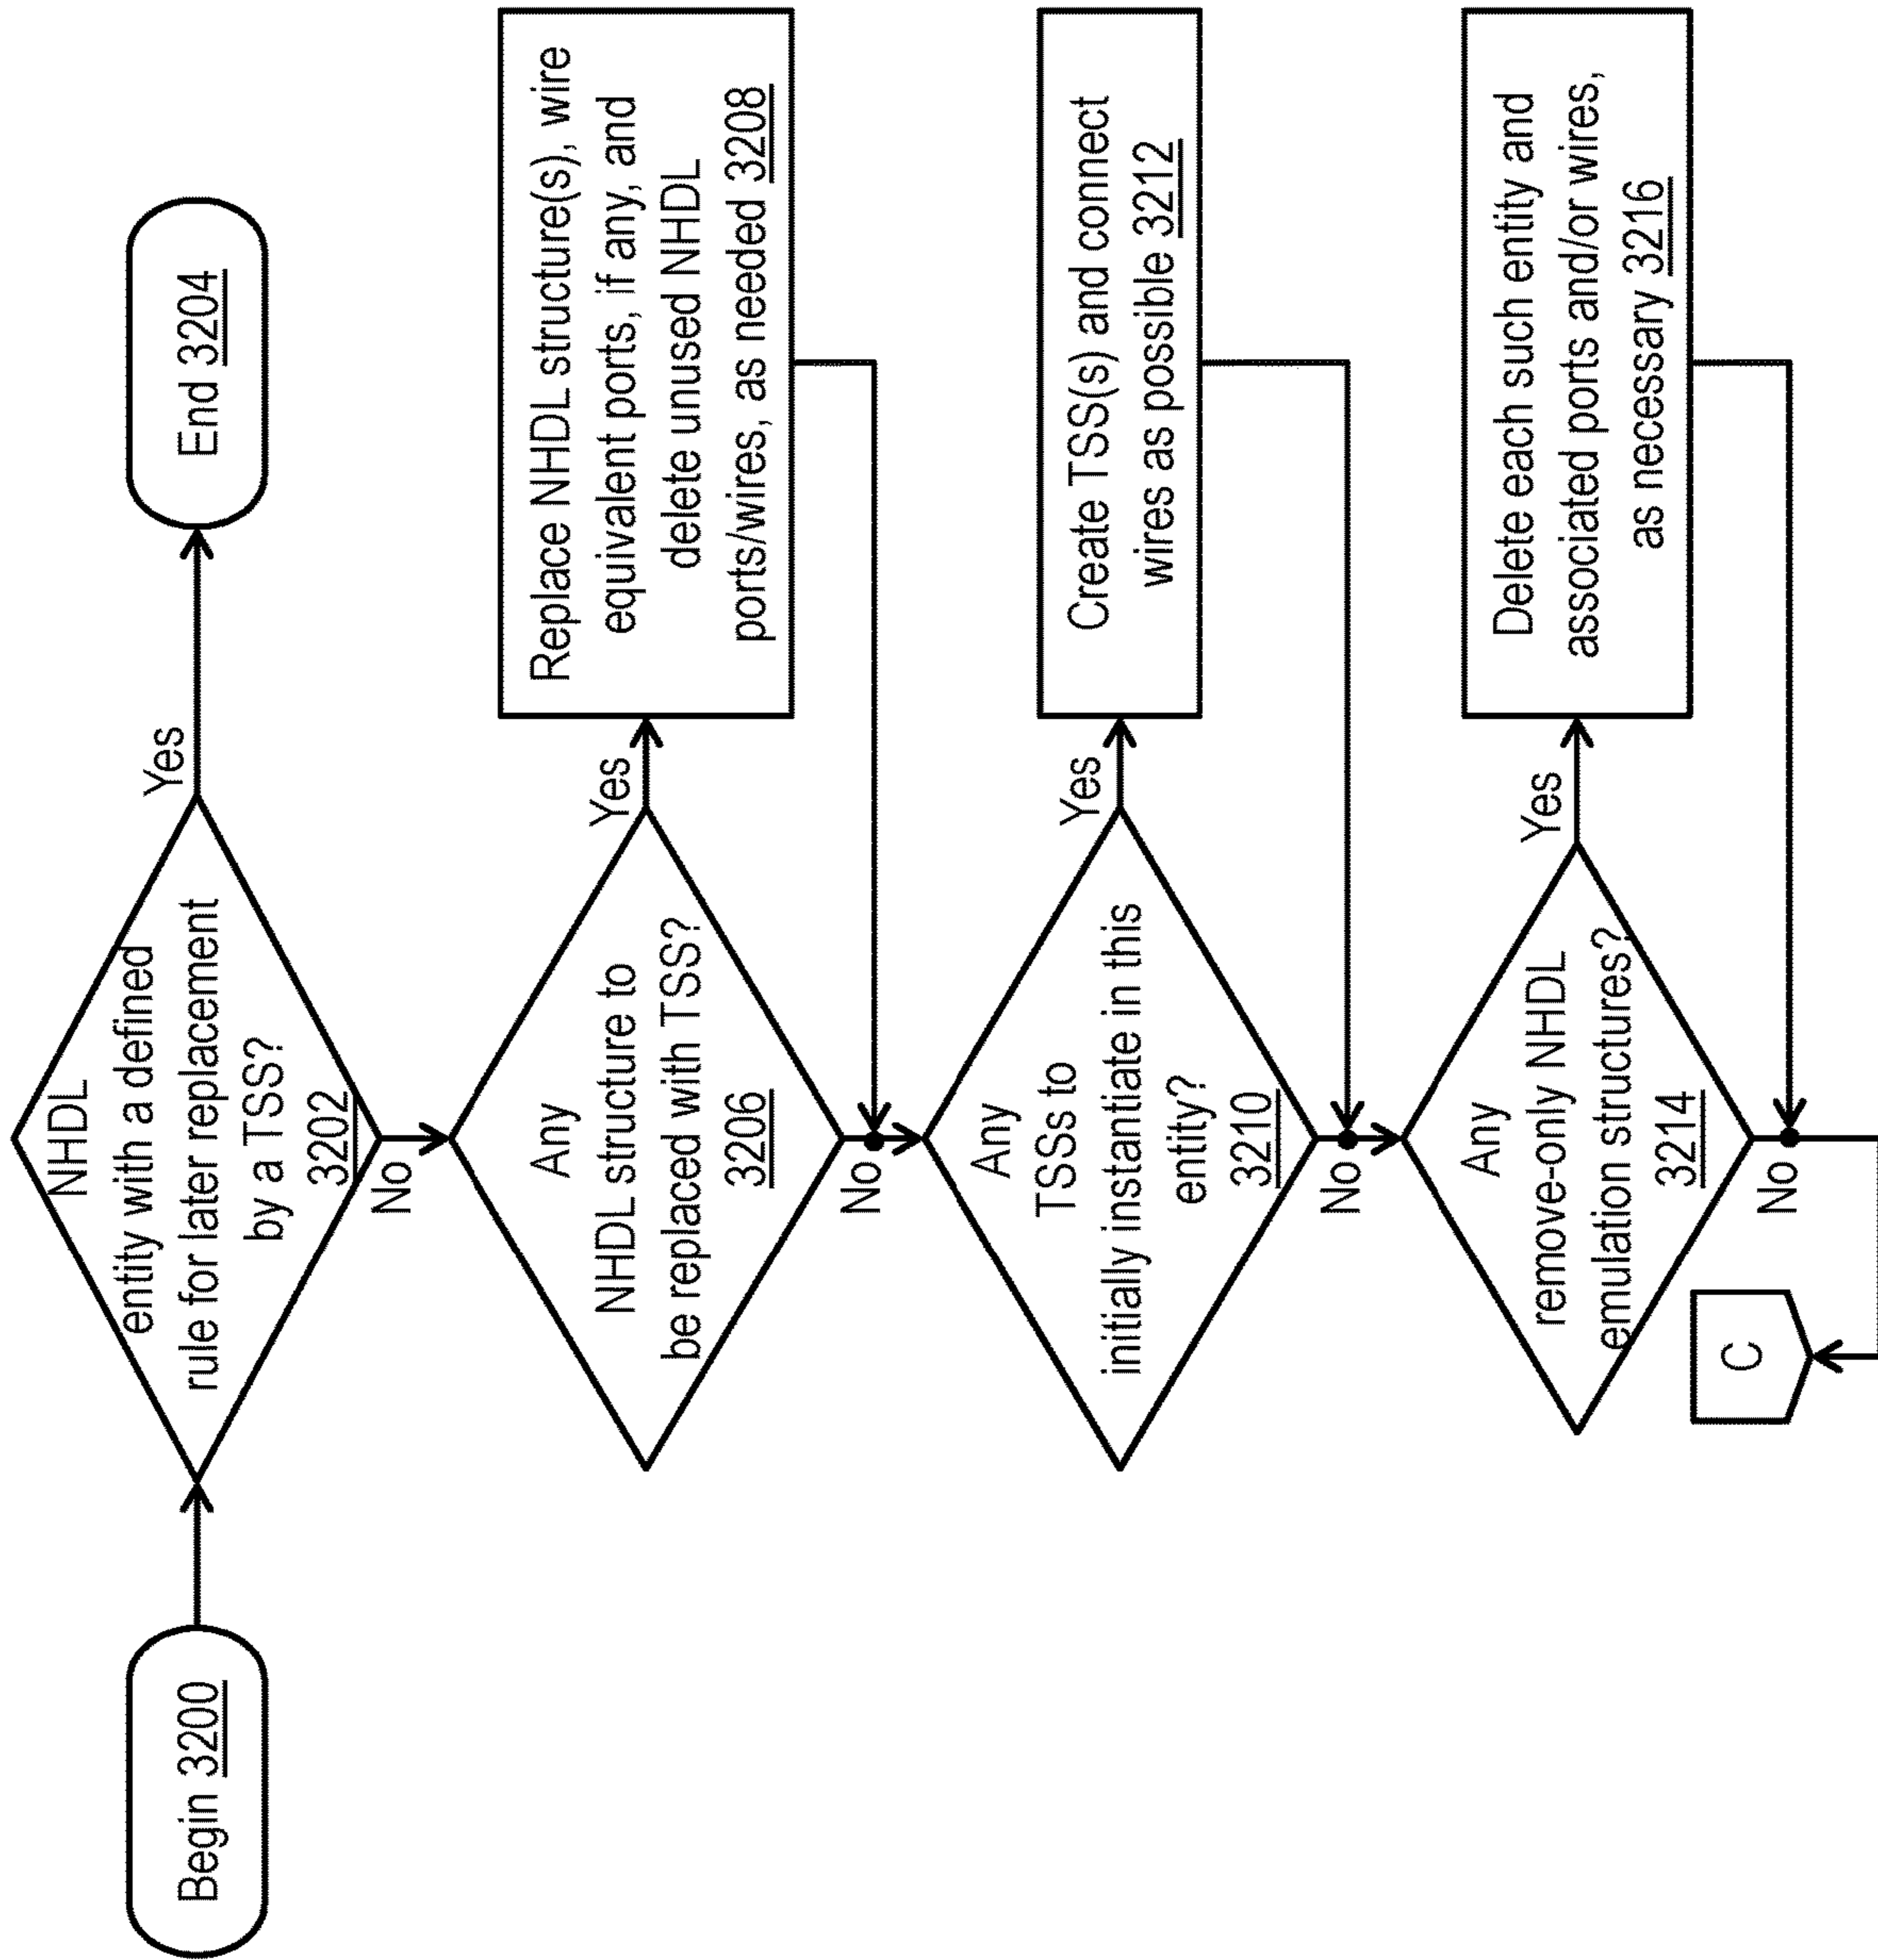 Begin 3200
NHDL
entity with a defined
rule for later replacement
by a TSS?
3202
Yes
End 3204
No
Any
NHDL structure to
be replaced with TSS?
3206
Yes
Replace NHDL structure(s), wire
equivalent ports, if any, and
delete unused NHDL
ports/wires, as needed 3208
No
Any
TSSs to
initially instantiate in this
entity?
3210
Yes
Create TSS(s) and connect
wires as possible 3212
No
Any
remove-only NHDL
emulation structures?
3214
Yes
Delete each such entity and
associated ports and/or wires,
as necessary 3216
No
C